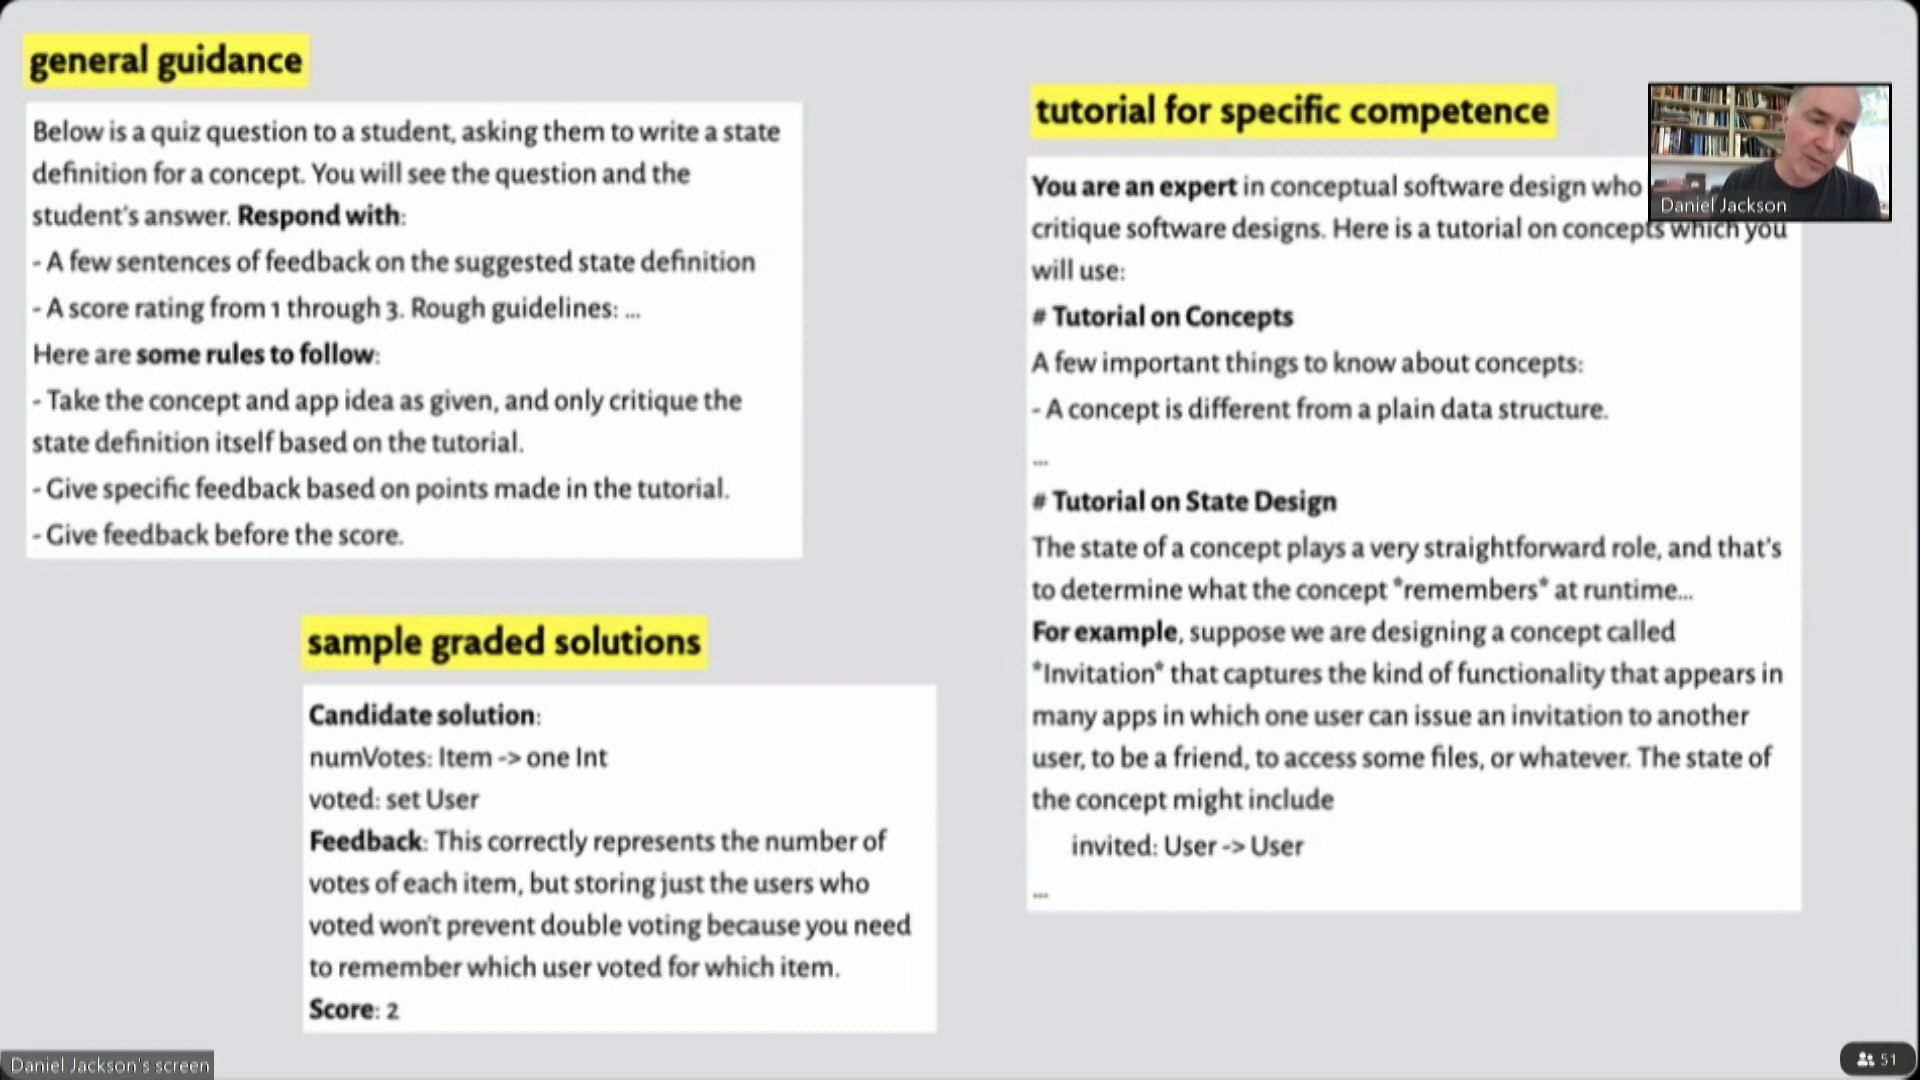 general guidance
Below is a quiz question to a student, asking them to write a state
definition for a concept. You will see the question and the
student's answer. Respond with:
- A few sentences of feedback on the suggested state definition
- A score rating from 1 through 3. Rough guidelines: ...
Here are some rules to follow:
- Take the concept and app idea as given, and only critique the
state definition itself based on the tutorial.
- Give specific feedback based on points made in the tutorial.
- Give feedback before the score.
sample graded solutions
Candidate solution:
numVotes: Item -> one Int
voted: set User
Feedback: This correctly represents the number of
votes of each item, but storing just the users who
voted won't prevent double voting because you need
to remember which user voted for which item.
Score: 2
tutorial for specific competence
You are an expert in conceptual software design who
critique software designs. Here is a tutorial on concepts which you
will use:
# Tutorial on Concepts
A few important things to know about concepts:
- A concept is different from a plain data structure.
...
# Tutorial on State Design
The state of a concept plays a very straightforward role, and that's
to determine what the concept *remembers* at runtime...
For example, suppose we are designing a concept called
*Invitation* that captures the kind of functionality that appears in
many apps in which one user can issue an invitation to another
user, to be a friend, to access some files, or whatever. The state of
the concept might include
invited: User -> User
...
Daniel Jackson
Daniel Jackson's screen
51